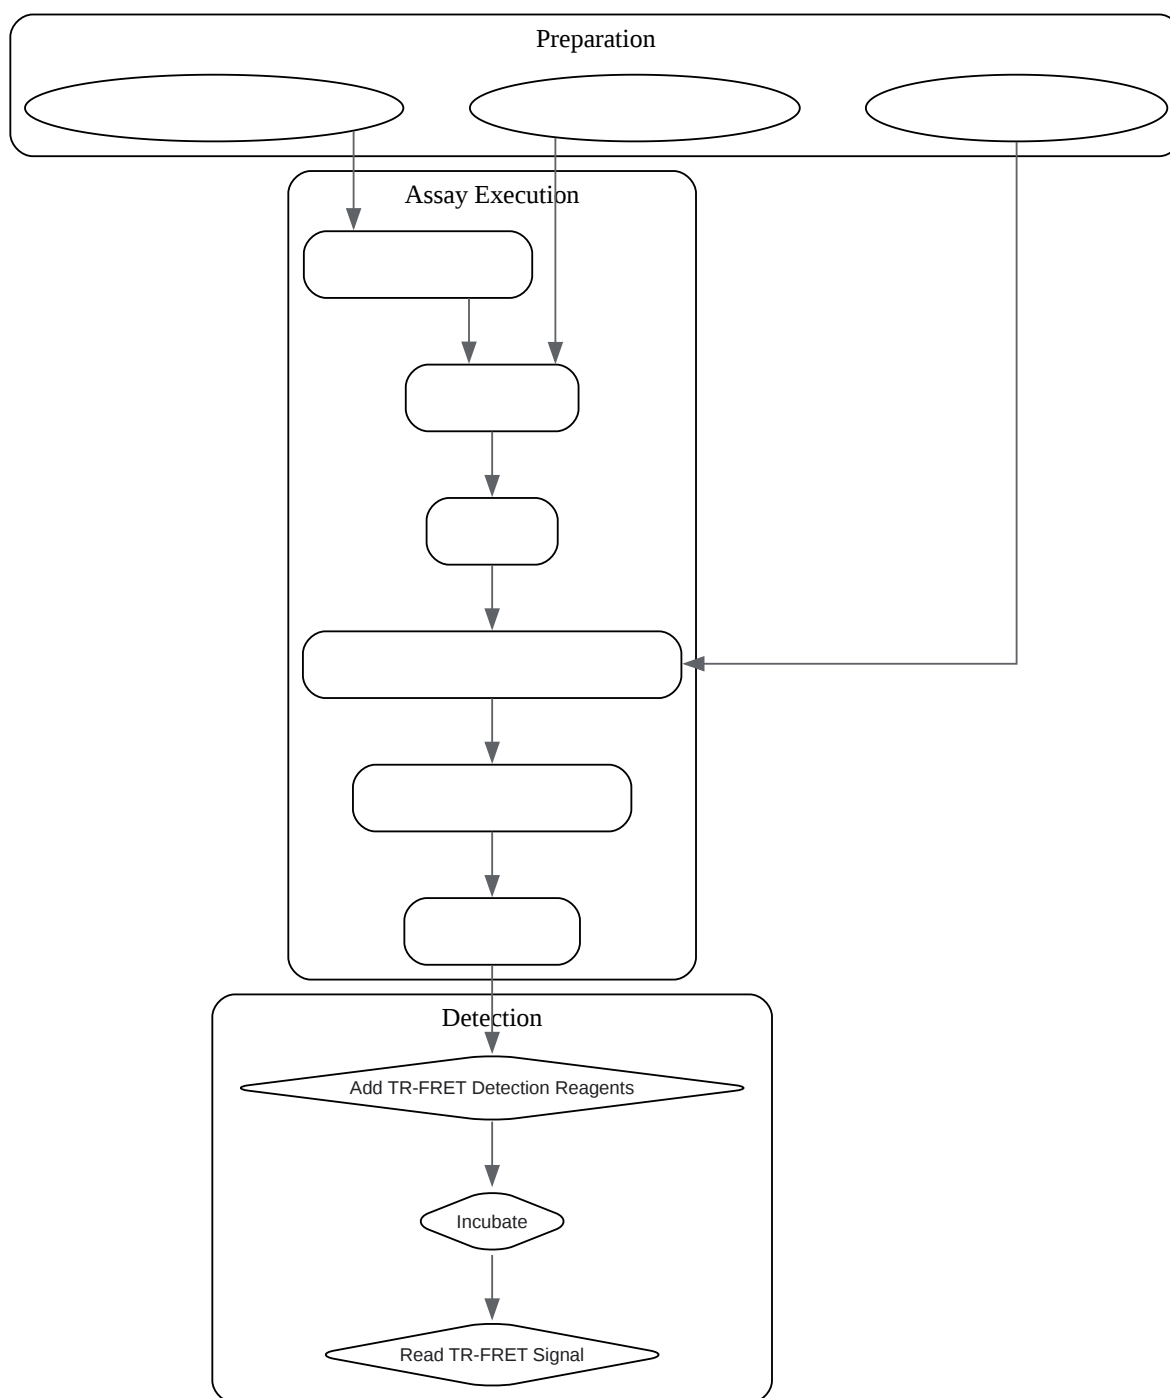 Preparation
Assay Execution
Detection
Add TR-FRET Detection Reagents
Incubate
Read TR-FRET Signal